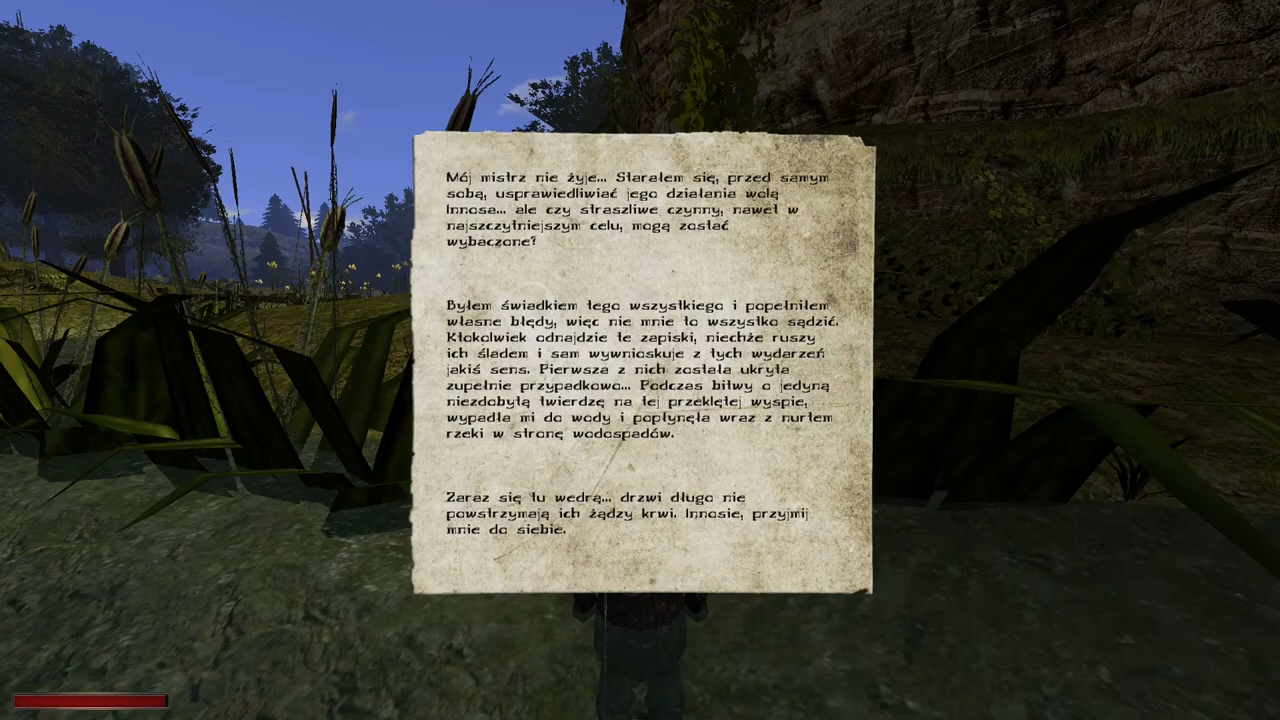 Mój mistrz nie żyje... Starałem się, przed samym
sobą, usprawiedliwiać jego działania wolą
Innosa... ale czy straszliwe czynny, nawet w
najszczytniejszym celu, mogą zostać
wybaczone?
Byłem świadkiem tego wszystkiego i popełniłem
własne błędy, więc nie mnie to wszystko sądzić.
Ktokolwiek odnajdzie te zapiski, niechże ruszy
ich śladem i sam wywnioskuje z tych wydarzeń
jakiś sens. Pierwsza z nich została ukryta
zupełnie przypadkowo... Podczas bitwy o jedyną
niezdobytą twierdzę na tej przeklętej wyspie,
wypadła mi do wody i popłynęła wraz z nurtem
rzeki w stronę wodospadów.
Zaraz się tu wedrą... drzwi długo nie
powstrzymają ich żądzy krwi. Innosie, przyjmij
mnie do siebie.